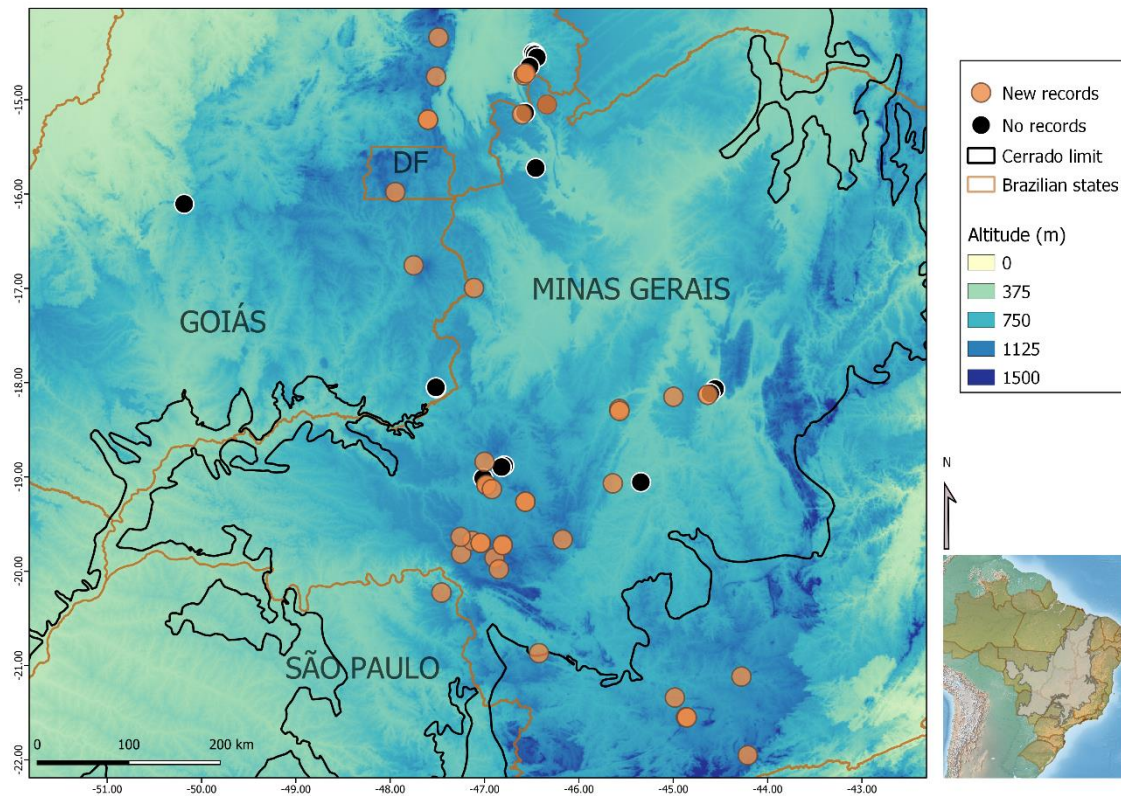 DF
GOIÁS
MINAS GERAIS
SÃO PAULO
-15.00
-16.00
-17.00
-18.00
-19.00
-20.00
-21.00
-22.00
0 100 200 km
-51.00 -50.00 -49.00 -48.00 -47.00 -46.00 -45.00 -44.00 -43.00
New records
No records
Cerrado limit
Brazilian states
Altitude (m)
0
375
750
1125
1500
N